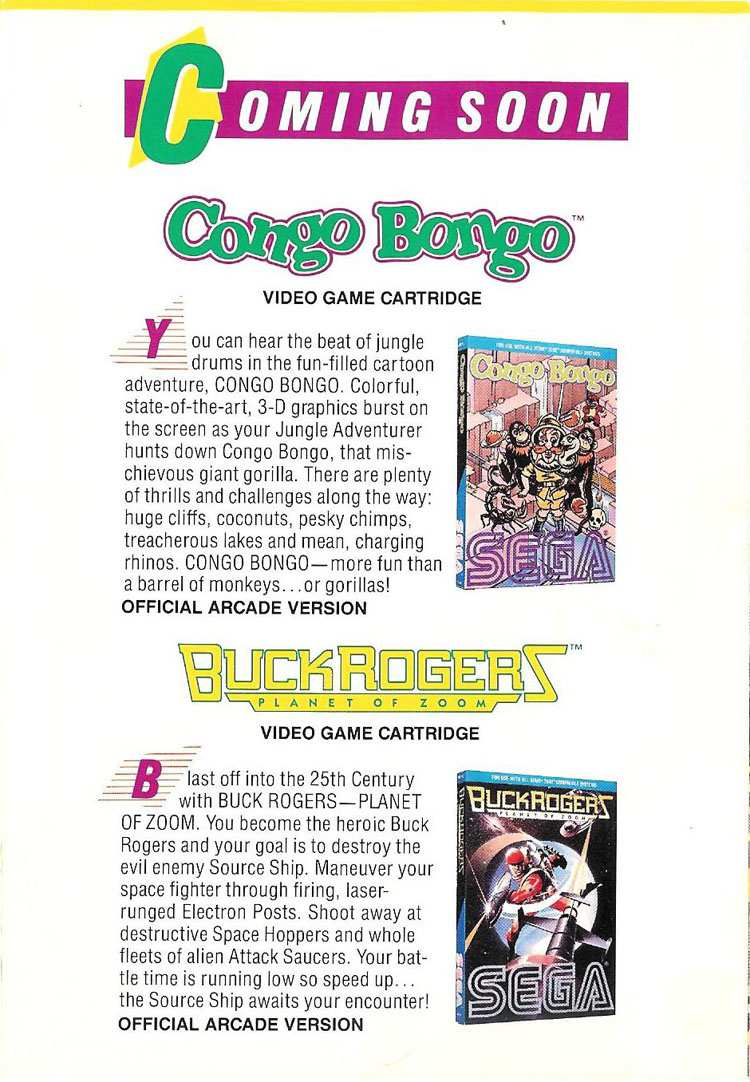 COMING SOON
Congo Bongo™
VIDEO GAME CARTRIDGE
You can hear the beat of jungle
drums in the fun-filled cartoon
adventure, CONGO BONGO. Colorful,
state-of-the-art, 3-D graphics burst on
the screen as your Jungle Adventurer
hunts down Congo Bongo, that mis-
chievous giant gorilla. There are plenty
of thrills and challenges along the way:
huge cliffs, coconuts, pesky chimps,
treacherous lakes and mean, charging
rhinos. CONGO BONGO—more fun than
a barrel of monkeys...or gorillas!
OFFICIAL ARCADE VERSION
Congo Bongo
SEGA
BUCK ROGERS™
PLANET OF ZOOM
VIDEO GAME CARTRIDGE
Blast off into the 25th Century
with BUCK ROGERS—PLANET
OF ZOOM. You become the heroic Buck
Rogers and your goal is to destroy the
evil enemy Source Ship. Maneuver your
space fighter through firing, laser-
runged Electron Posts. Shoot away at
destructive Space Hoppers and whole
fleets of alien Attack Saucers. Your bat-
tle time is running low so speed up...
the Source Ship awaits your encounter!
OFFICIAL ARCADE VERSION
BUCK ROGERS
PLANET OF ZOOM
SEGA